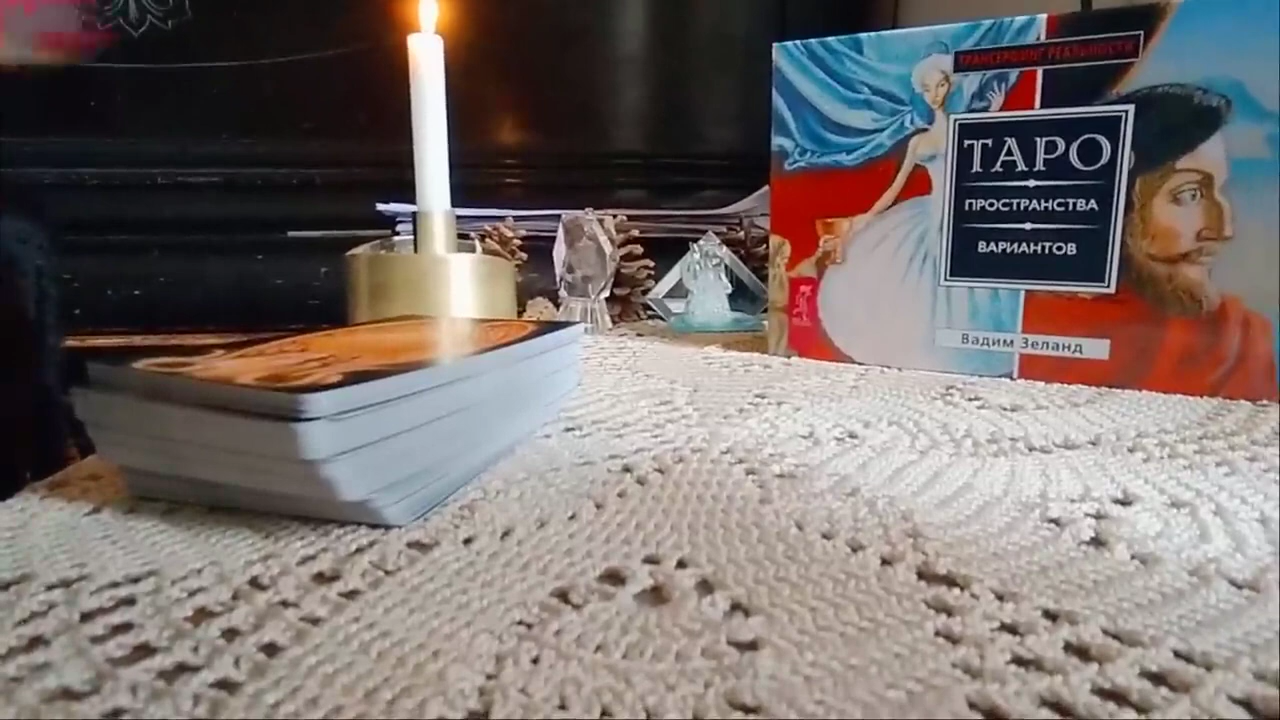 ТРАНСЕРФИНГ РЕАЛЬНОСТИ
ТАРО
ПРОСТРАНСТВА
ВАРИАНТОВ
Вадим Зеланд